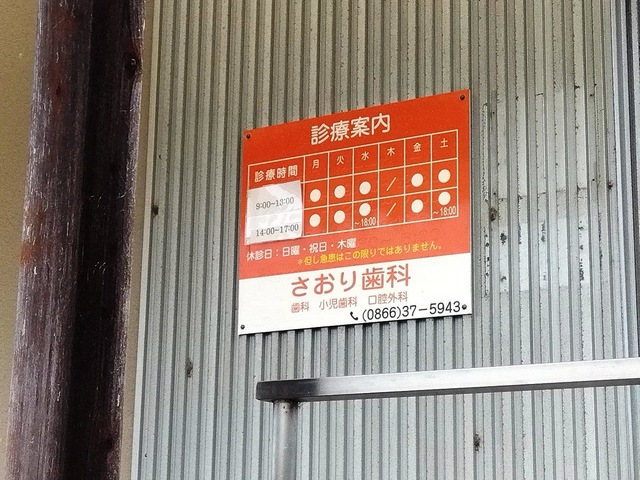 診療案内
診療時間 月 火 水 木 金 土
9:00~13:00 ● ● ● / ● ●
14:00~17:00 ● ● ● / ● ●
~18:00 ~18:00
休診日：日曜・祝日・木曜
＊但し急患はこの限りではありません。
さおり歯科
歯科 小児歯科 口腔外科
(0866)37-5943